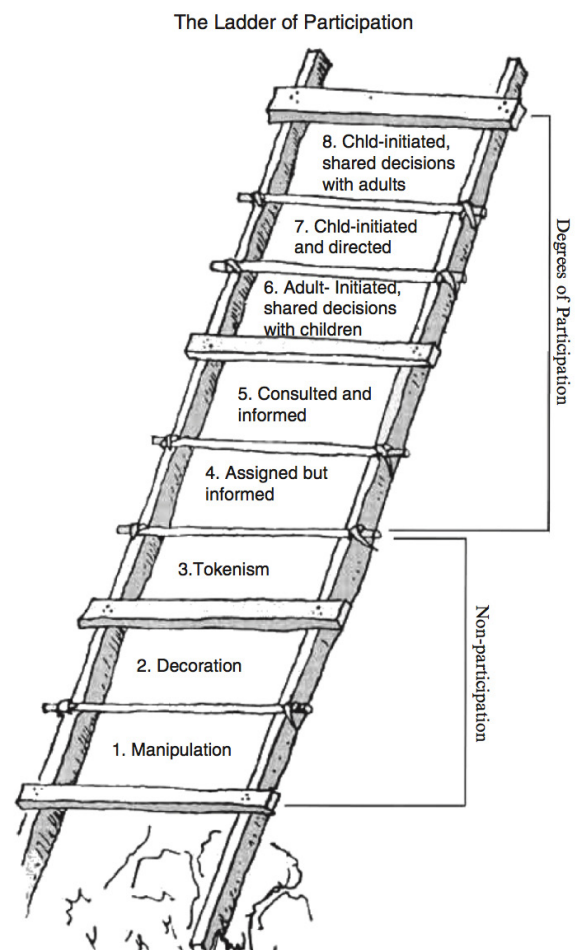 The Ladder of Participation
8. Chld-initiated,
shared decisions
with adults
7. Chld-initiated
and directed
6. Adult- Initiated,
shared decisions
with children
5. Consulted and
informed
4. Assigned but
informed
3.Tokenism
2. Decoration
1. Manipulation
Degrees of Participation
Non-participation